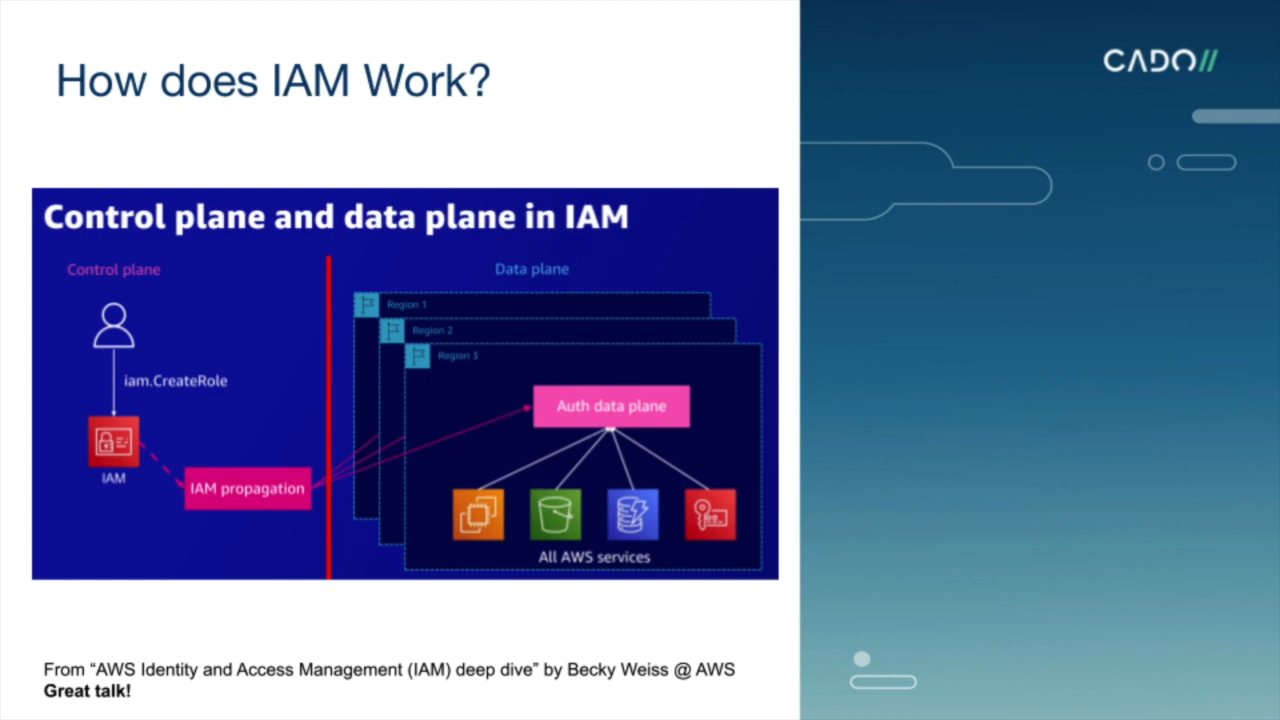 How does IAM Work?
CADO//
Control plane and data plane in IAM
Control plane
Data plane
Region 1
Region 2
Region 3
iam.CreateRole
Auth data plane
IAM
IAM propagation
All AWS services
From “AWS Identity and Access Management (IAM) deep dive” by Becky Weiss @ AWS
Great talk!